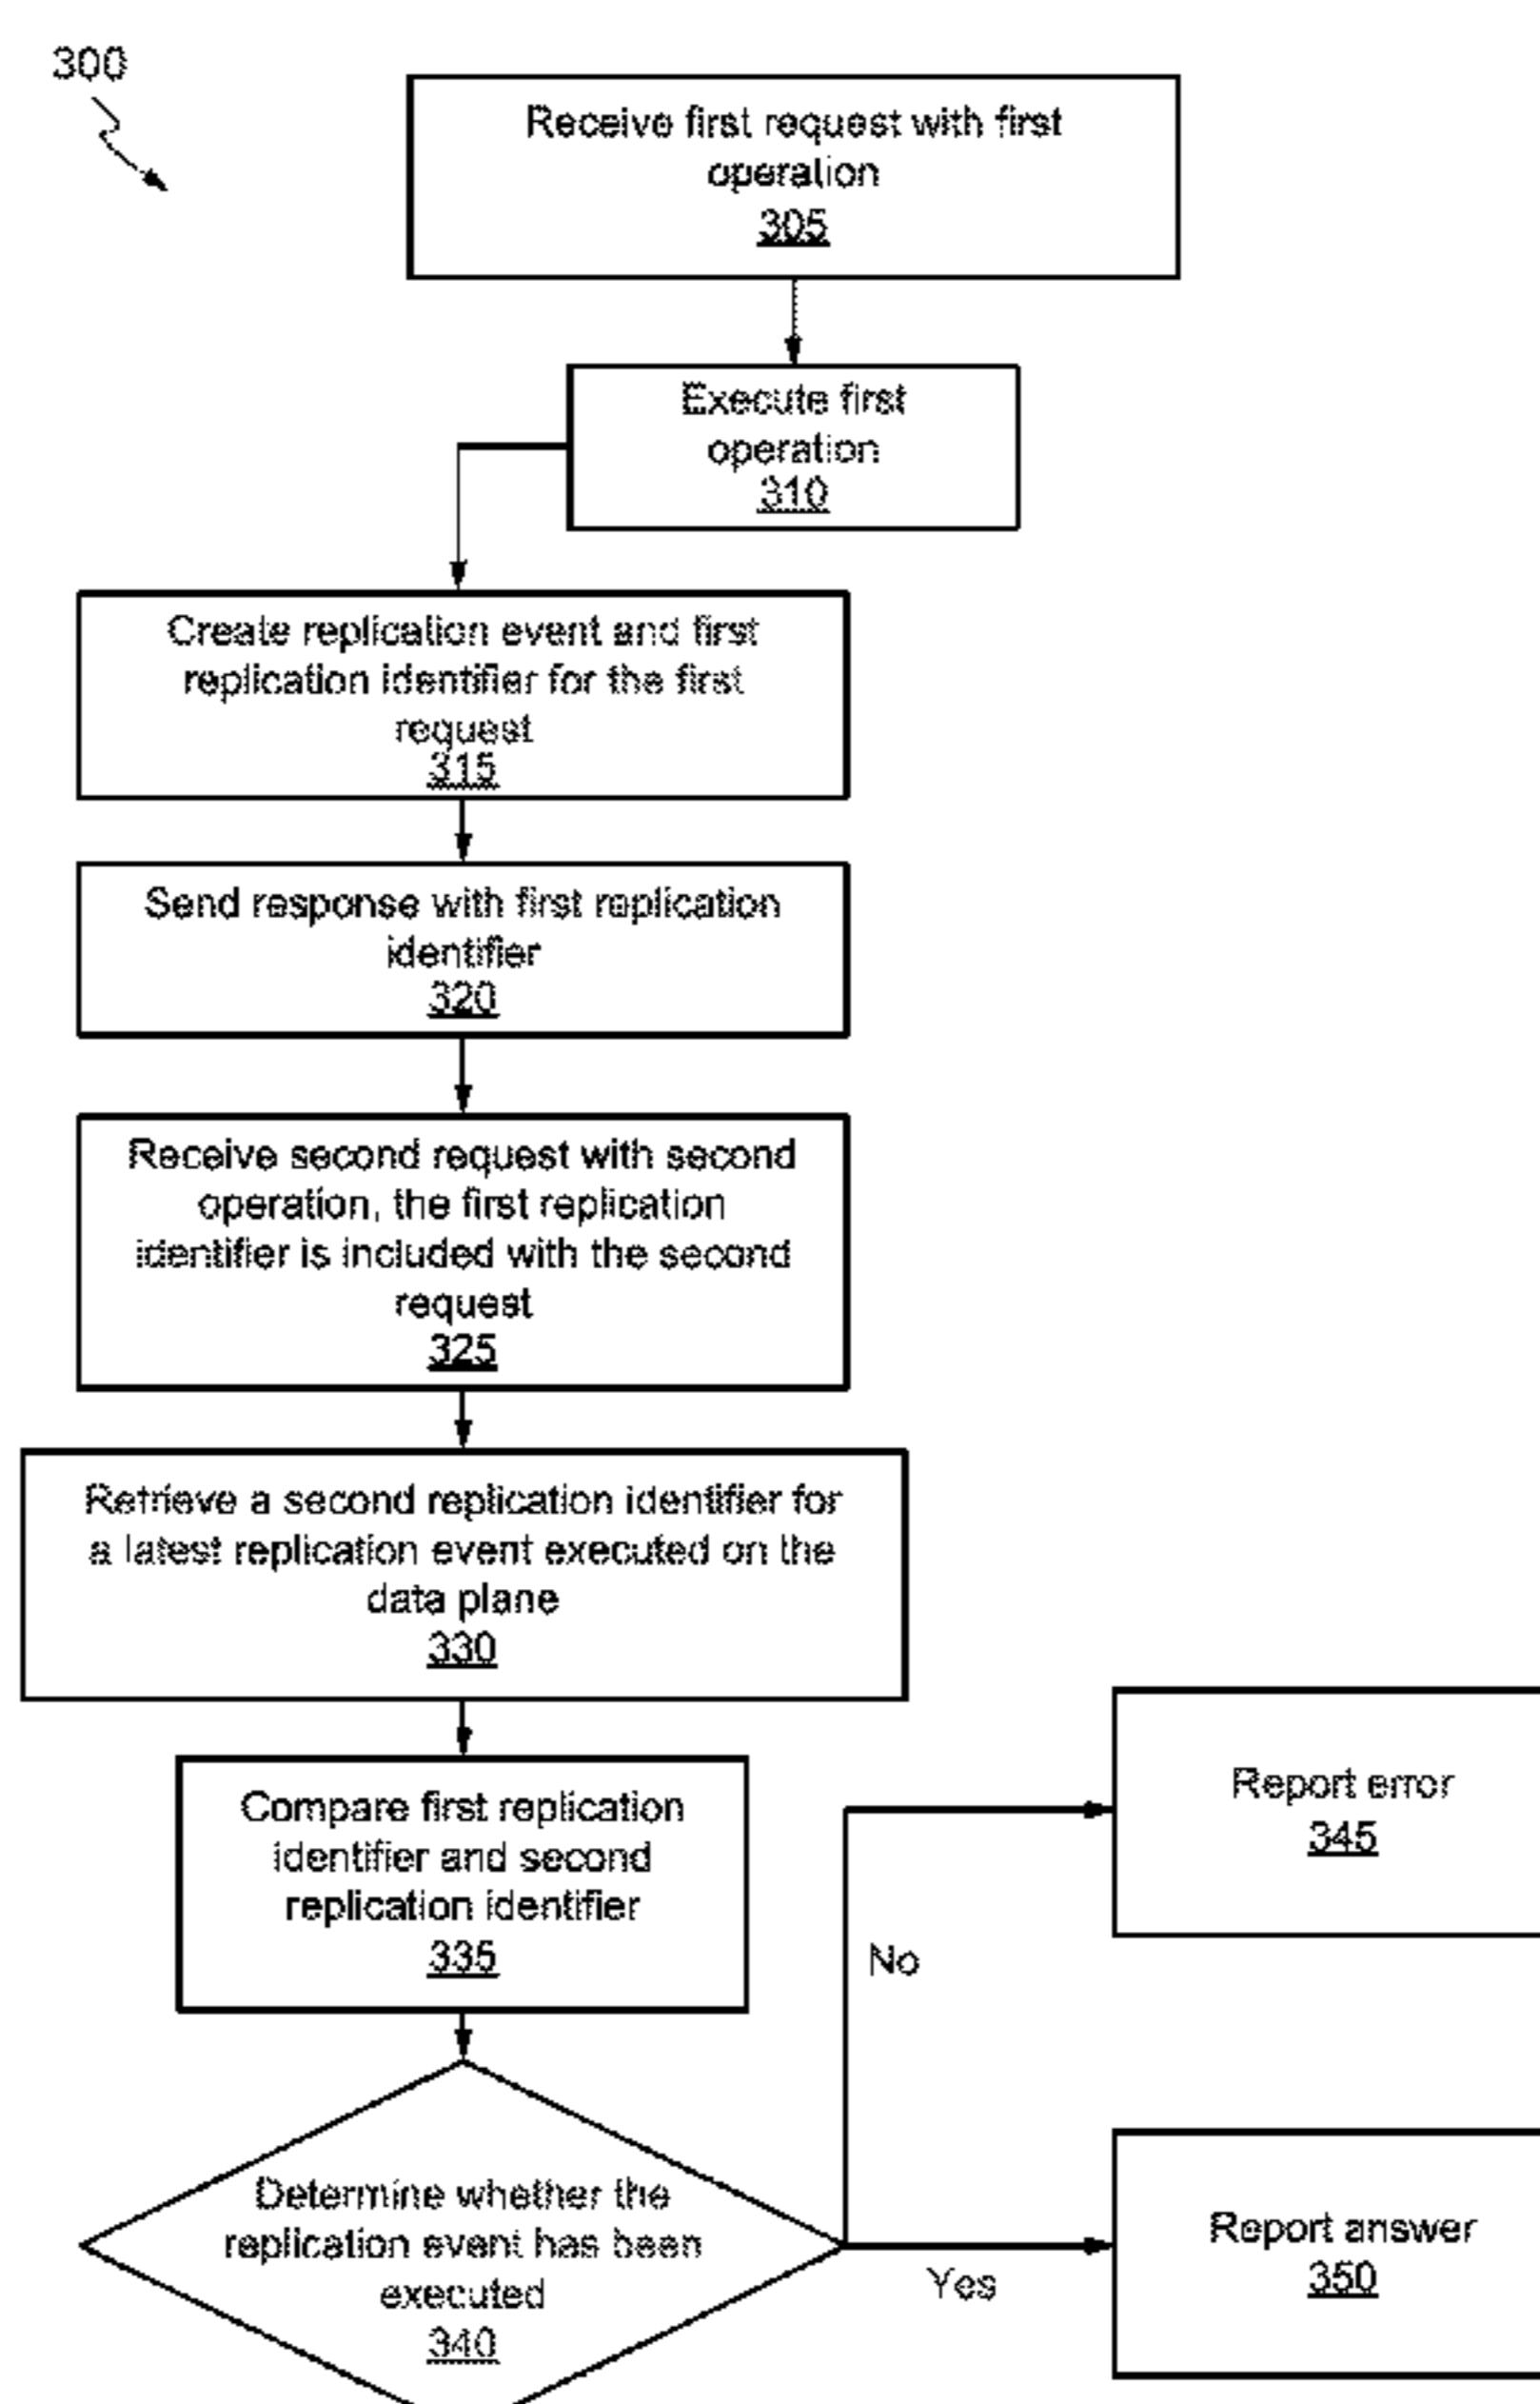 300
Receive first request with first
operation
305
Execute first
operation
310
Create replication event and first
replication identifier for the first
request
315
Send response with first replication
identifier
320
Receive second request with second
operation, the first replication
identifier is included with the second
request
325
Retrieve a second replication identifier for
a latest replication event executed on the
data plane
330
Compare first replication
identifier and second
replication identifier
335
Report error
345
No
Determine whether the
replication event has been
executed
340
Yes
Report answer
350